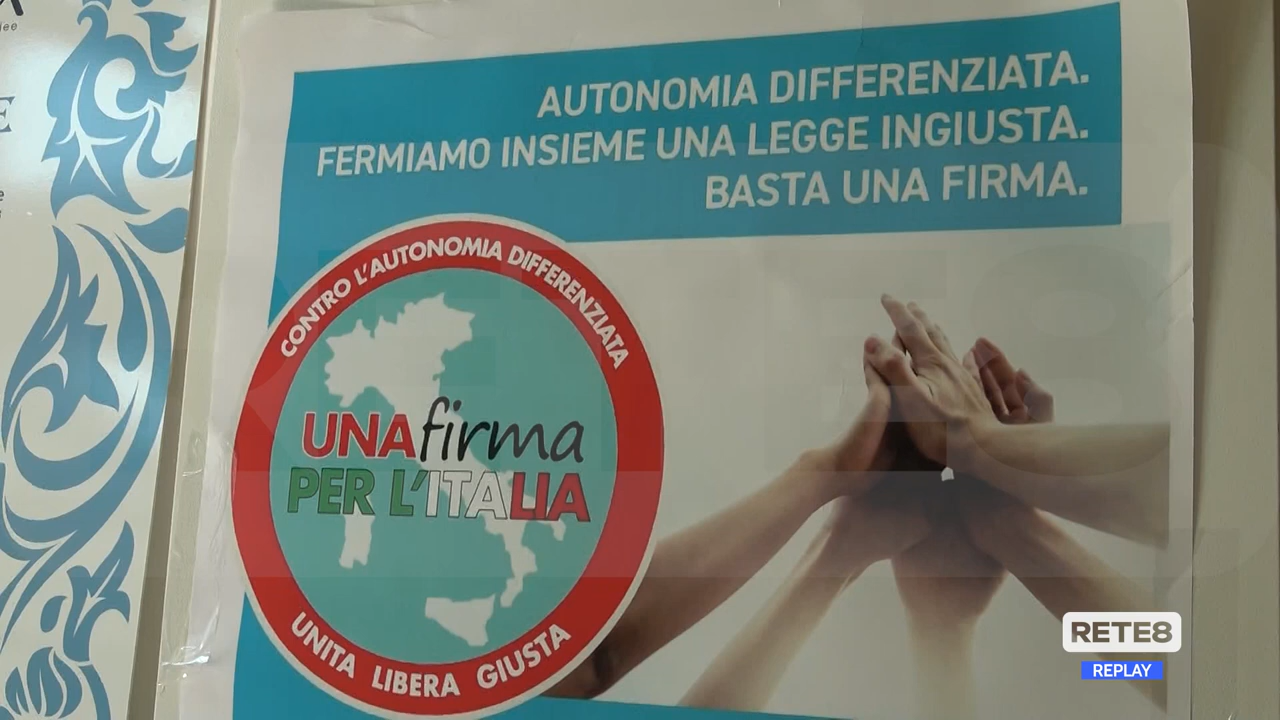 AUTONOMIA DIFFERENZIATA.
FERMIAMO INSIEME UNA LEGGE INGIUSTA.
BASTA UNA FIRMA.
CONTRO L'AUTONOMIA DIFFERENZIATA
UNA firma
PER L'ITALIA
UNITA LIBERA GIUSTA
RETE8
RETE8
REPLAY